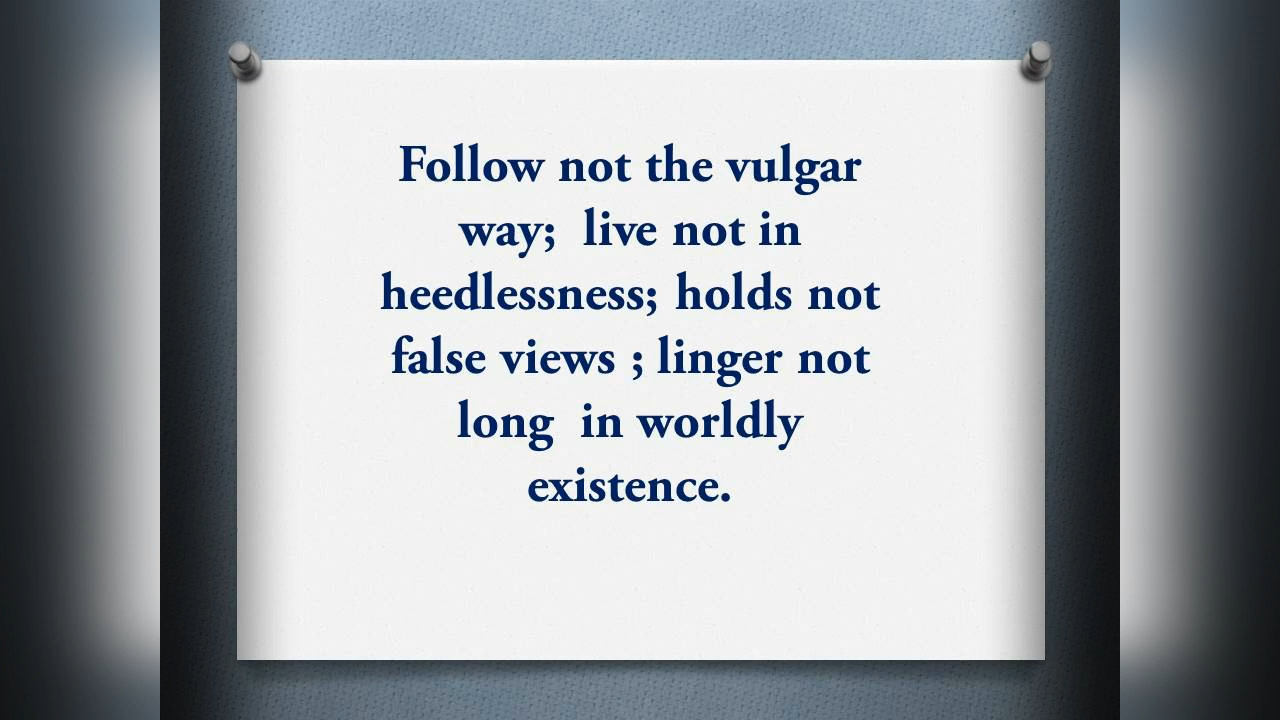 Follow not the vulgar
way;  live not in
heedlessness; holds not
false views ; linger not
long  in worldly
existence.